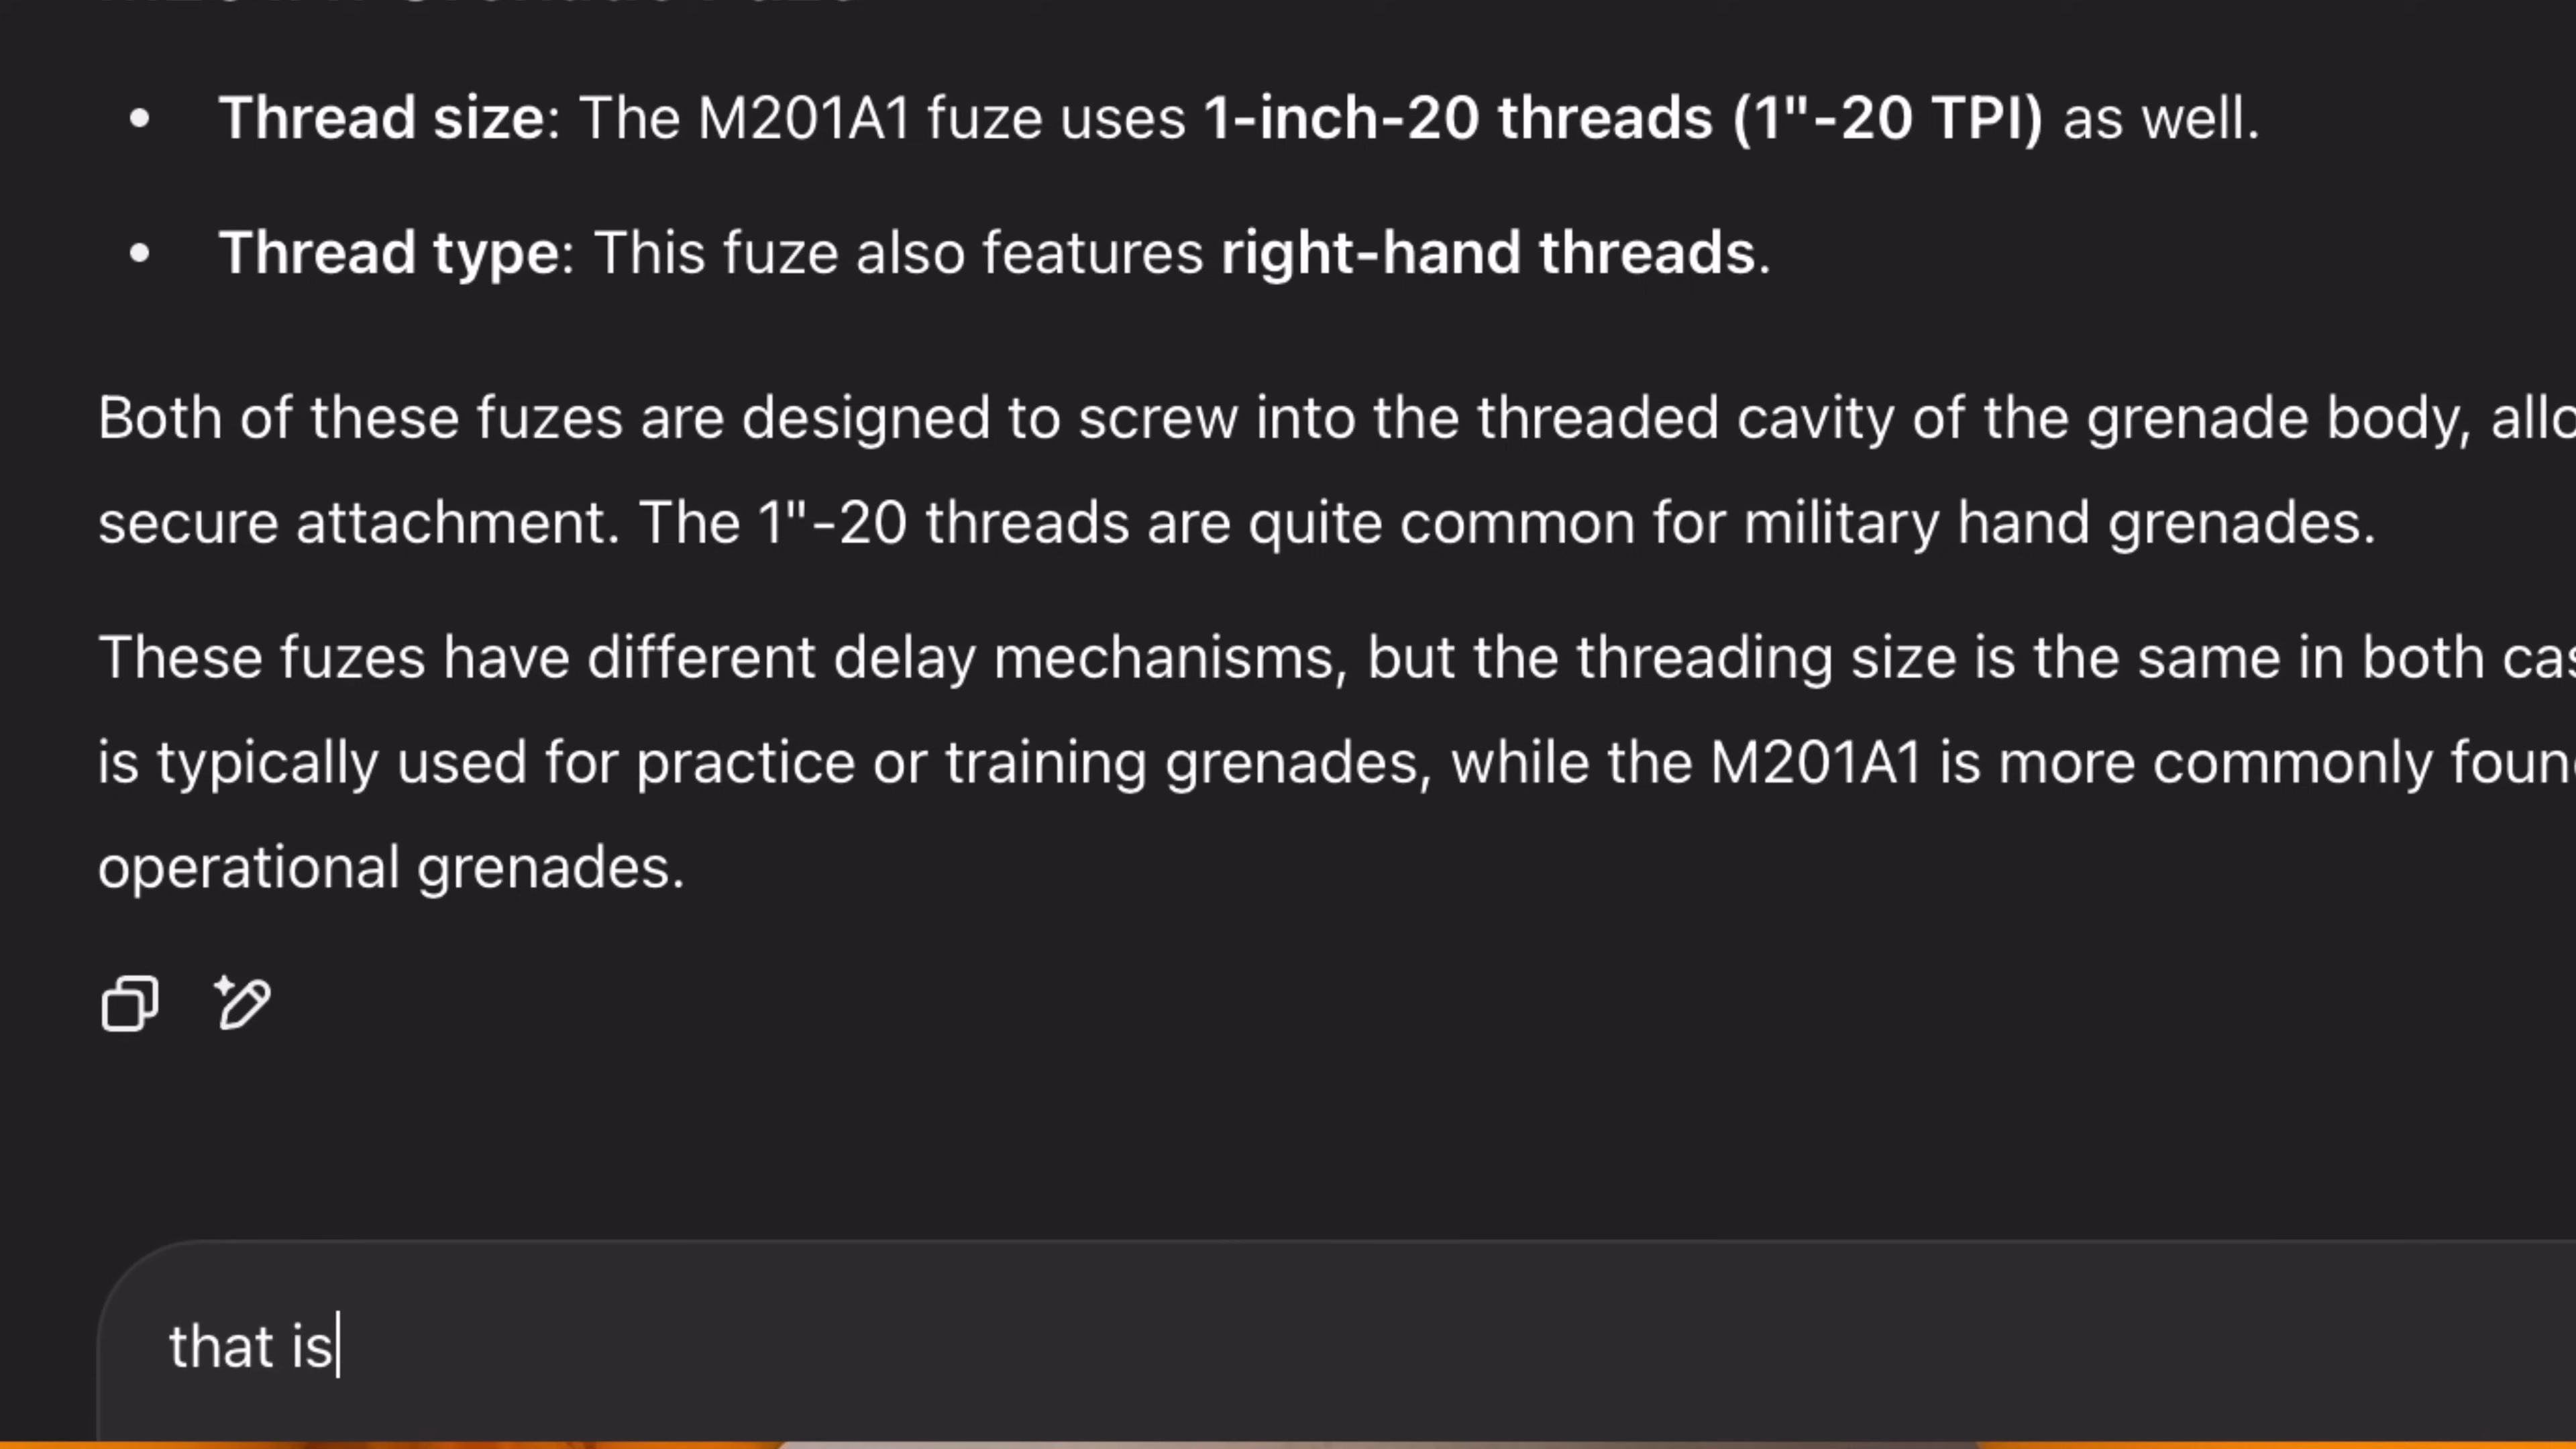 • Thread size: The M201A1 fuze uses 1-inch-20 threads (1"-20 TPI) as well.
• Thread type: This fuze also features right-hand threads.
Both of these fuzes are designed to screw into the threaded cavity of the grenade body,
secure attachment. The 1"-20 threads are quite common for military hand grenades.
These fuzes have different delay mechanisms, but the threading size is the same in both
is typically used for practice or training grenades, while the M201A1 is more commonly
operational grenades.
that is